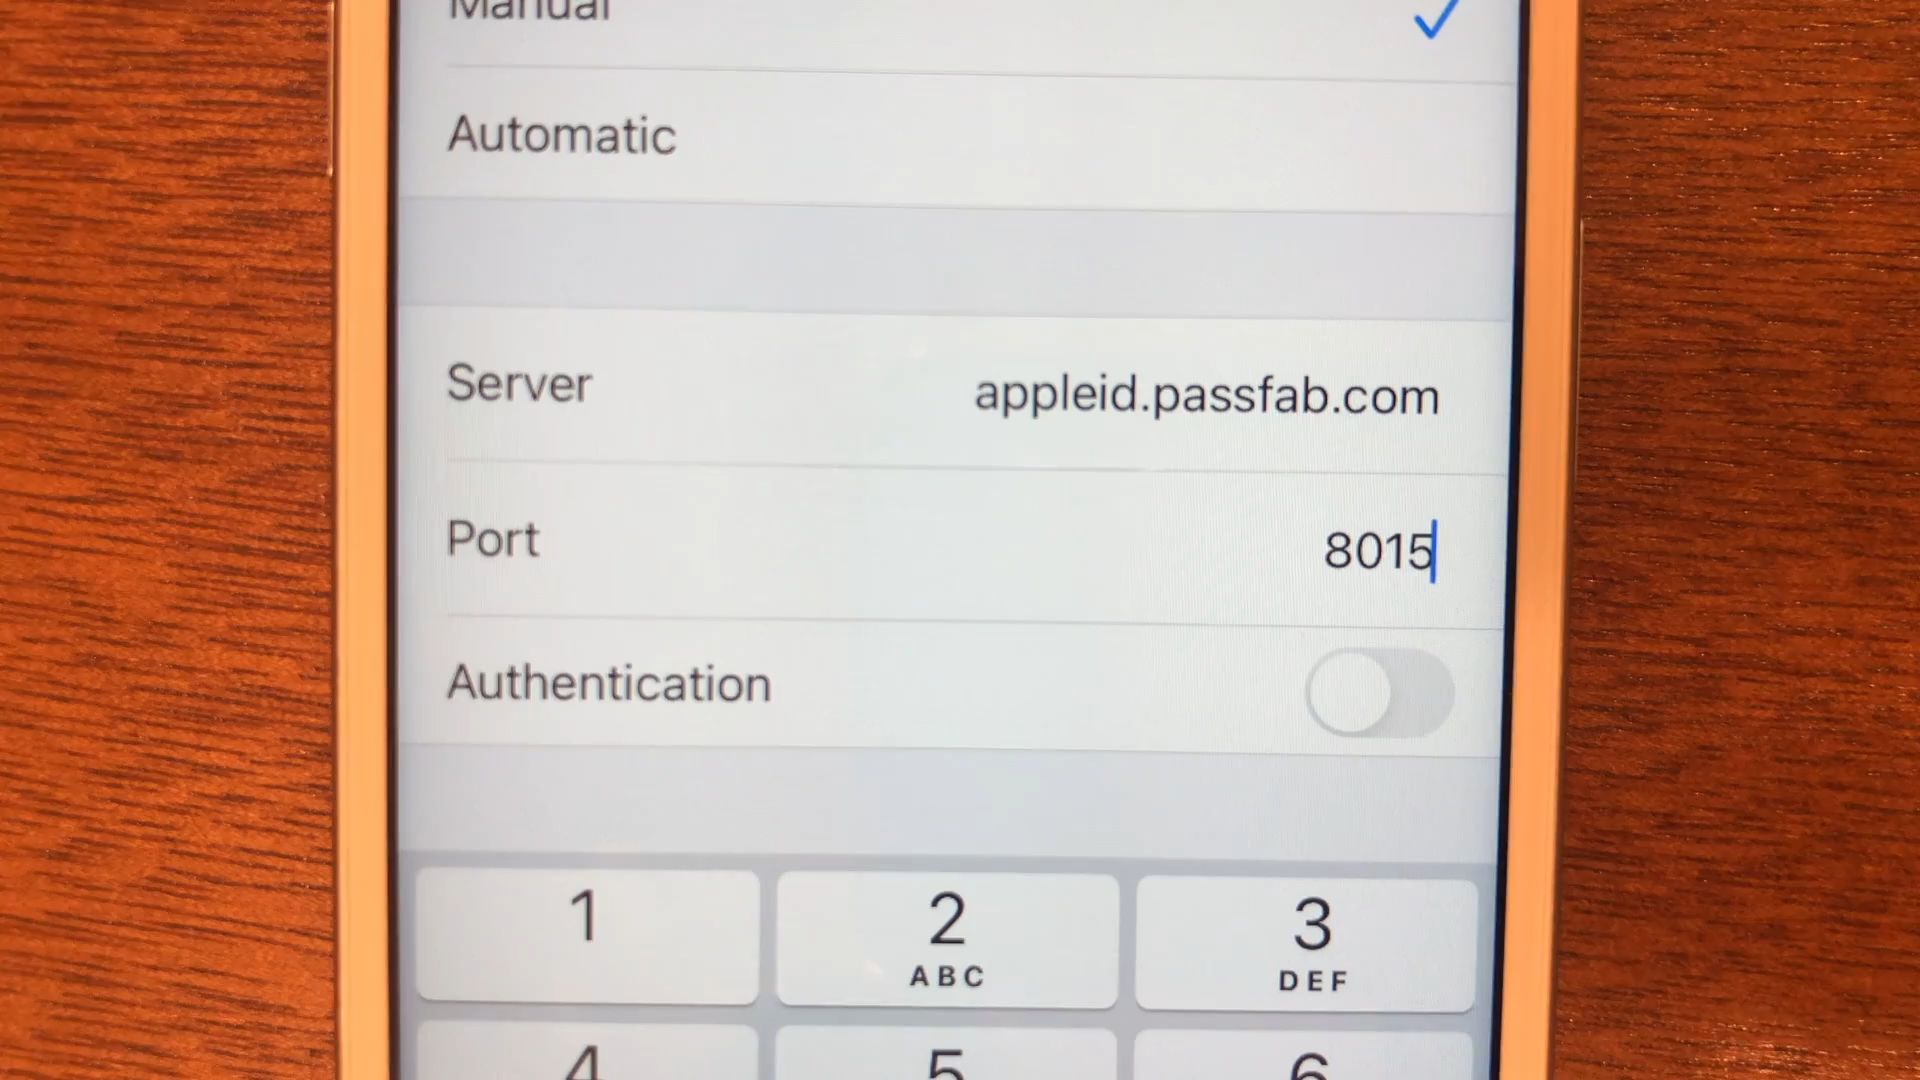 Manual
Automatic
Server appleid.passfab.com
Port 8015
Authentication
1 2 3
ABC DEF
4 5 6